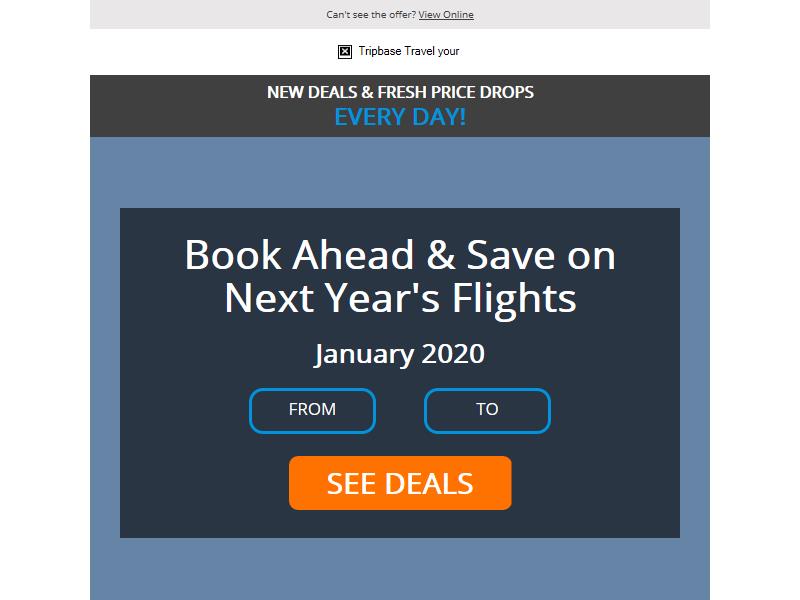 Can't see the offer? View Online
Tripbase Travel your
NEW DEALS & FRESH PRICE DROPS
EVERY DAY!
Book Ahead & Save on
Next Year's Flights
January 2020
FROM TO
SEE DEALS